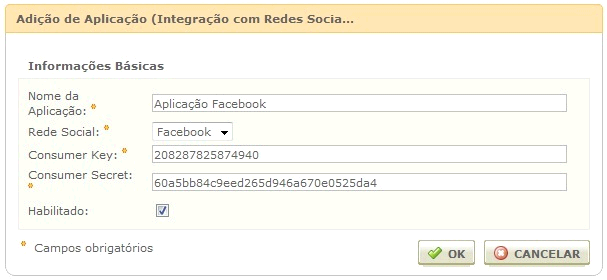 Adição de Aplicação (Integração com Redes Socia...
Informações Básicas
Nome da
Aplicação: *
Aplicação Facebook
Rede Social: * Facebook
Consumer Key: * 208287825874940
Consumer Secret:
*
60a5bb84c9eed265d946a670e0525da4
Habilitado:
* Campos obrigatórios
OK CANCELAR